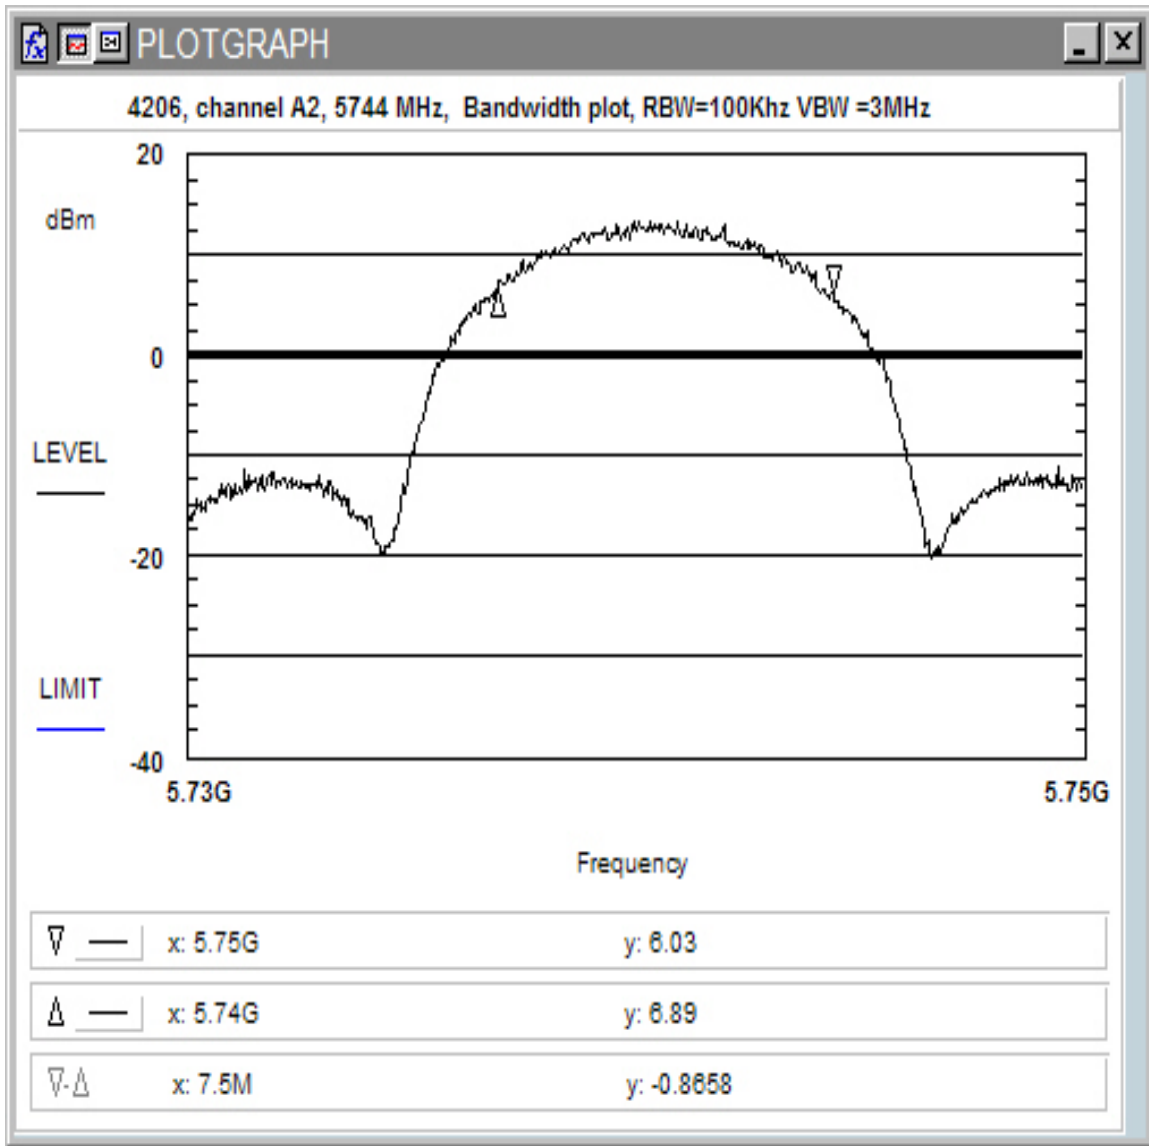 PLOTGRAPH
4206, channel A2, 5744 MHz, Bandwidth plot, RBW=100Khz VBW =3MHz
20
dBm
0
LEVEL
-20
LIMIT
-40
5.73G 5.75G
Frequency
x: 5.75G y: 6.03
x: 5.74G y: 6.89
x: 7.5M y: -0.8658